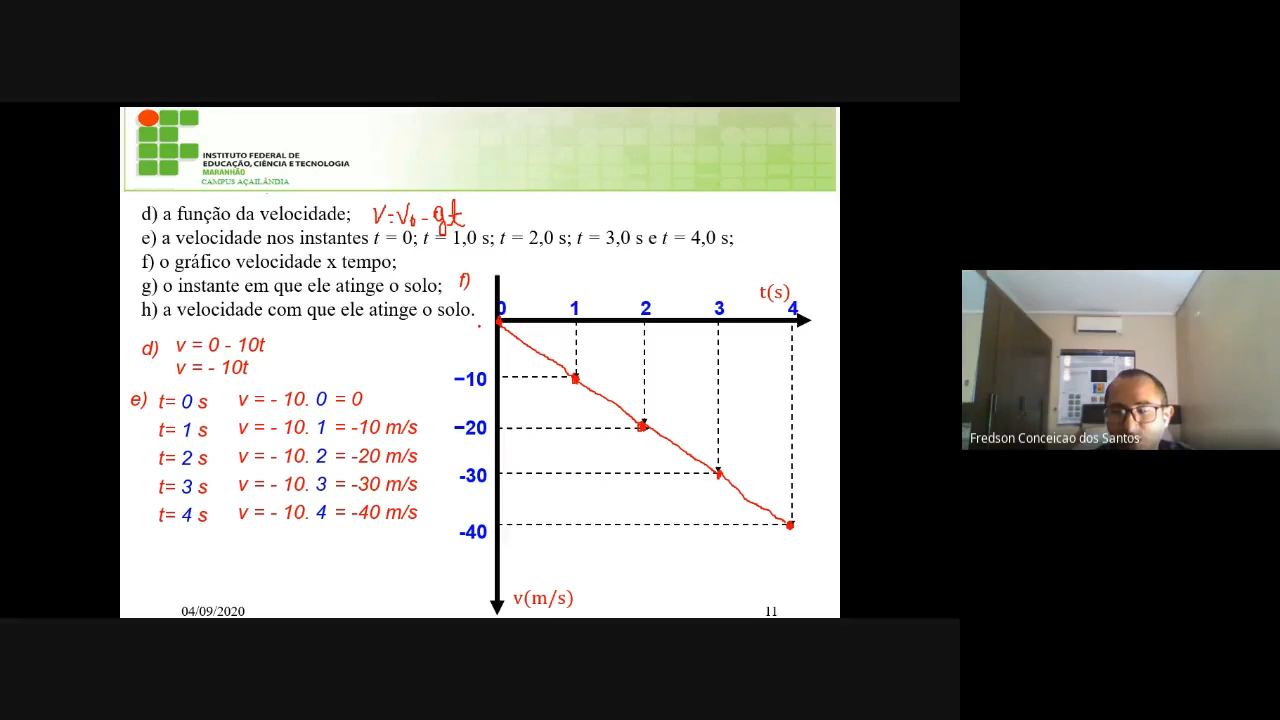 INSTITUTO FEDERAL DE
EDUCAÇÃO, CIÊNCIA E TECNOLOGIA
MARANHÃO
CAMPUS AÇAILÂNDIA
d) a função da velocidade; v=v₀-gt
e) a velocidade nos instantes t = 0; t = 1,0 s; t = 2,0 s; t = 3,0 s e t = 4,0 s;
f) o gráfico velocidade x tempo;
g) o instante em que ele atinge o solo;
h) a velocidade com que ele atinge o solo.
d) v = 0 - 10t
v = - 10t
e) t= 0 s v = - 10. 0 = 0
t= 1 s v = - 10. 1 = -10 m/s
t= 2 s v = - 10. 2 = -20 m/s
t= 3 s v = - 10. 3 = -30 m/s
t= 4 s v = - 10. 4 = -40 m/s
f)
t(s)
0 1 2 3 4
−10
−20
-30
-40
v(m/s)
04/09/2020
11
Fredson Conceicao dos Santos